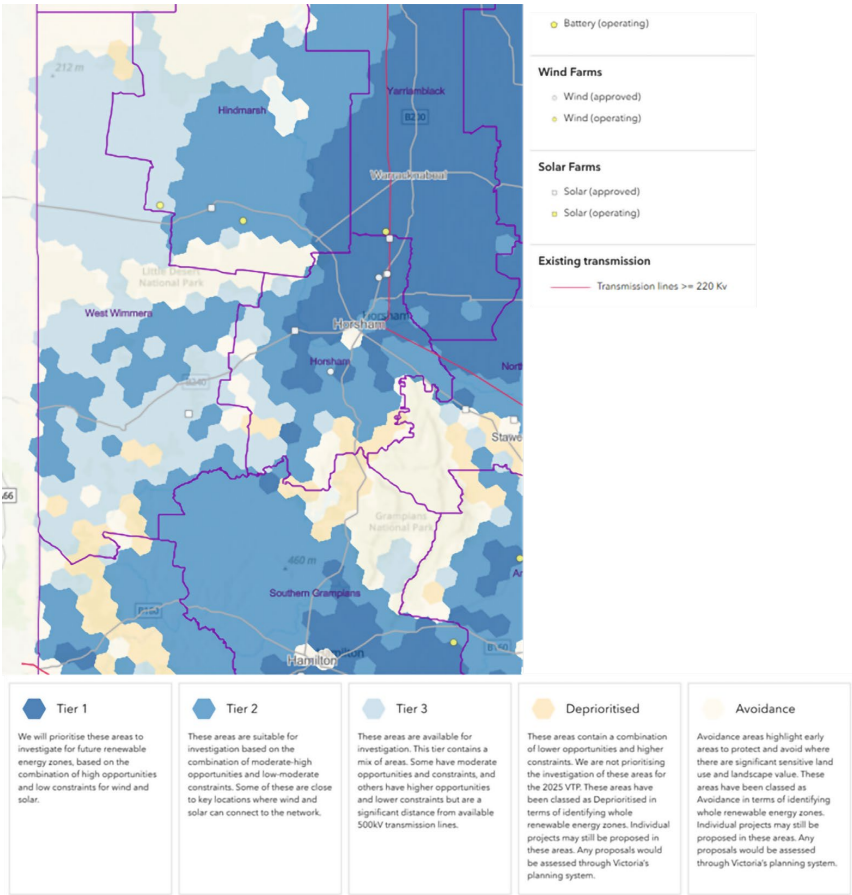 212 m
Hindmarsh
Yarriambiack
B200
Warracknabeal
Little Desert
National Park
West Wimmera
Horsham
Horsham
Horsham
B240
North
Stawe
A66
Grampians
National Park
460 m
Southern Grampians
Ar
B160
B160
Hamilton
Battery (operating)
Wind Farms
Wind (approved)
Wind (operating)
Solar Farms
Solar (approved)
Solar (operating)
Existing transmission
Transmission lines >= 220 Kv
Tier 1
We will prioritise these areas to
investigate for future renewable
energy zones, based on the
combination of high opportunities
and low constraints for wind and
solar.
Tier 2
These areas are suitable for
investigation based on the
combination of moderate-high
opportunities and low-moderate
constraints. Some of these are close
to key locations where wind and
solar can connect to the network.
Tier 3
These areas are available for
investigation. This tier contains a
mix of areas. Some have moderate
opportunities and constraints, and
others have higher opportunities
and lower constraints but are a
significant distance from available
500kV transmission lines.
Deprioritised
These areas contain a combination
of lower opportunities and higher
constraints. We are not prioritising
the investigation of these areas for
the 2025 VTP. These areas have
been classed as Deprioritised in
terms of identifying whole
renewable energy zones. Individual
projects may still be proposed in
these areas. Any proposals would
be assessed through Victoria's
planning system.
Avoidance
Avoidance areas highlight early
areas to protect and avoid where
there are significant sensitive land
use and landscape value. These
areas have been classed as
Avoidance in terms of identifying
whole renewable energy zones.
Individual projects may still be
proposed in these areas. Any
proposals would be assessed
through Victoria's planning system.